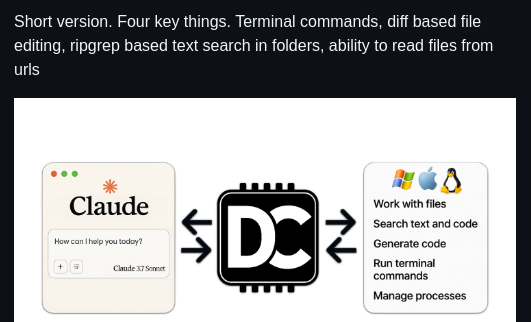 Short version. Four key things. Terminal commands, diff based file
editing, ripgrep based text search in folders, ability to read files from
urls
Claude
How can I help you today?
Claude 3.7 Sonnet
DC
Work with files
Search text and code
Generate code
Run terminal
commands
Manage processes